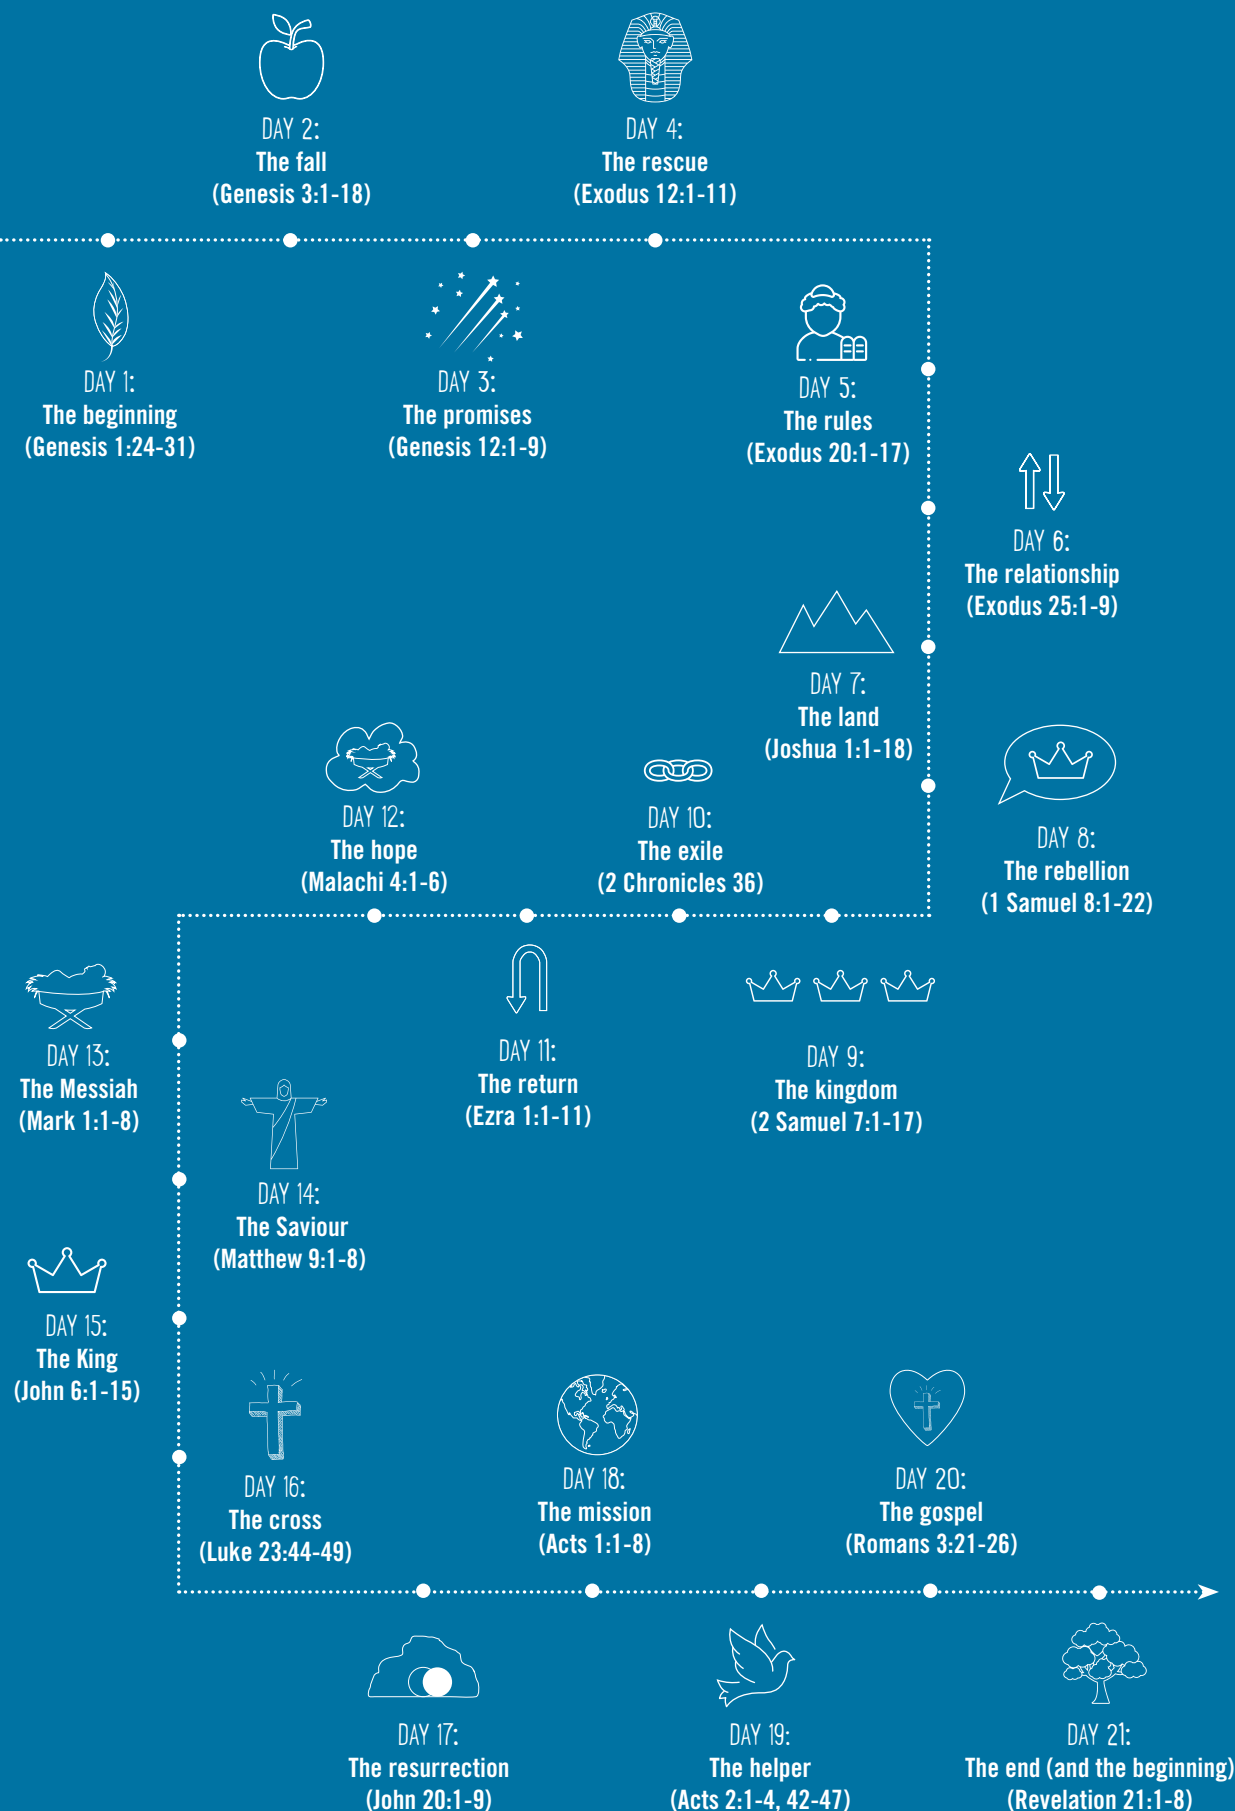 DAY 1:
The beginning
(Genesis 1:24-31)
DAY 2:
The fall
(Genesis 3:1-18)
DAY 3:
The promises
(Genesis 12:1-9)
DAY 4:
The rescue
(Exodus 12:1-11)
DAY 5:
The rules
(Exodus 20:1-17)
DAY 6:
The relationship
(Exodus 25:1-9)
DAY 7:
The land
(Joshua 1:1-18)
DAY 8:
The rebellion
(1 Samuel 8:1-22)
DAY 9:
The kingdom
(2 Samuel 7:1-17)
DAY 10:
The exile
(2 Chronicles 36)
DAY 11:
The return
(Ezra 1:1-11)
DAY 12:
The hope
(Malachi 4:1-6)
DAY 13:
The Messiah
(Mark 1:1-8)
DAY 14:
The Saviour
(Matthew 9:1-8)
DAY 15:
The King
(John 6:1-15)
DAY 16:
The cross
(Luke 23:44-49)
DAY 17:
The resurrection
(John 20:1-9)
DAY 18:
The mission
(Acts 1:1-8)
DAY 19:
The helper
(Acts 2:1-4, 42-47)
DAY 20:
The gospel
(Romans 3:21-26)
DAY 21:
The end (and the beginning)
(Revelation 21:1-8)